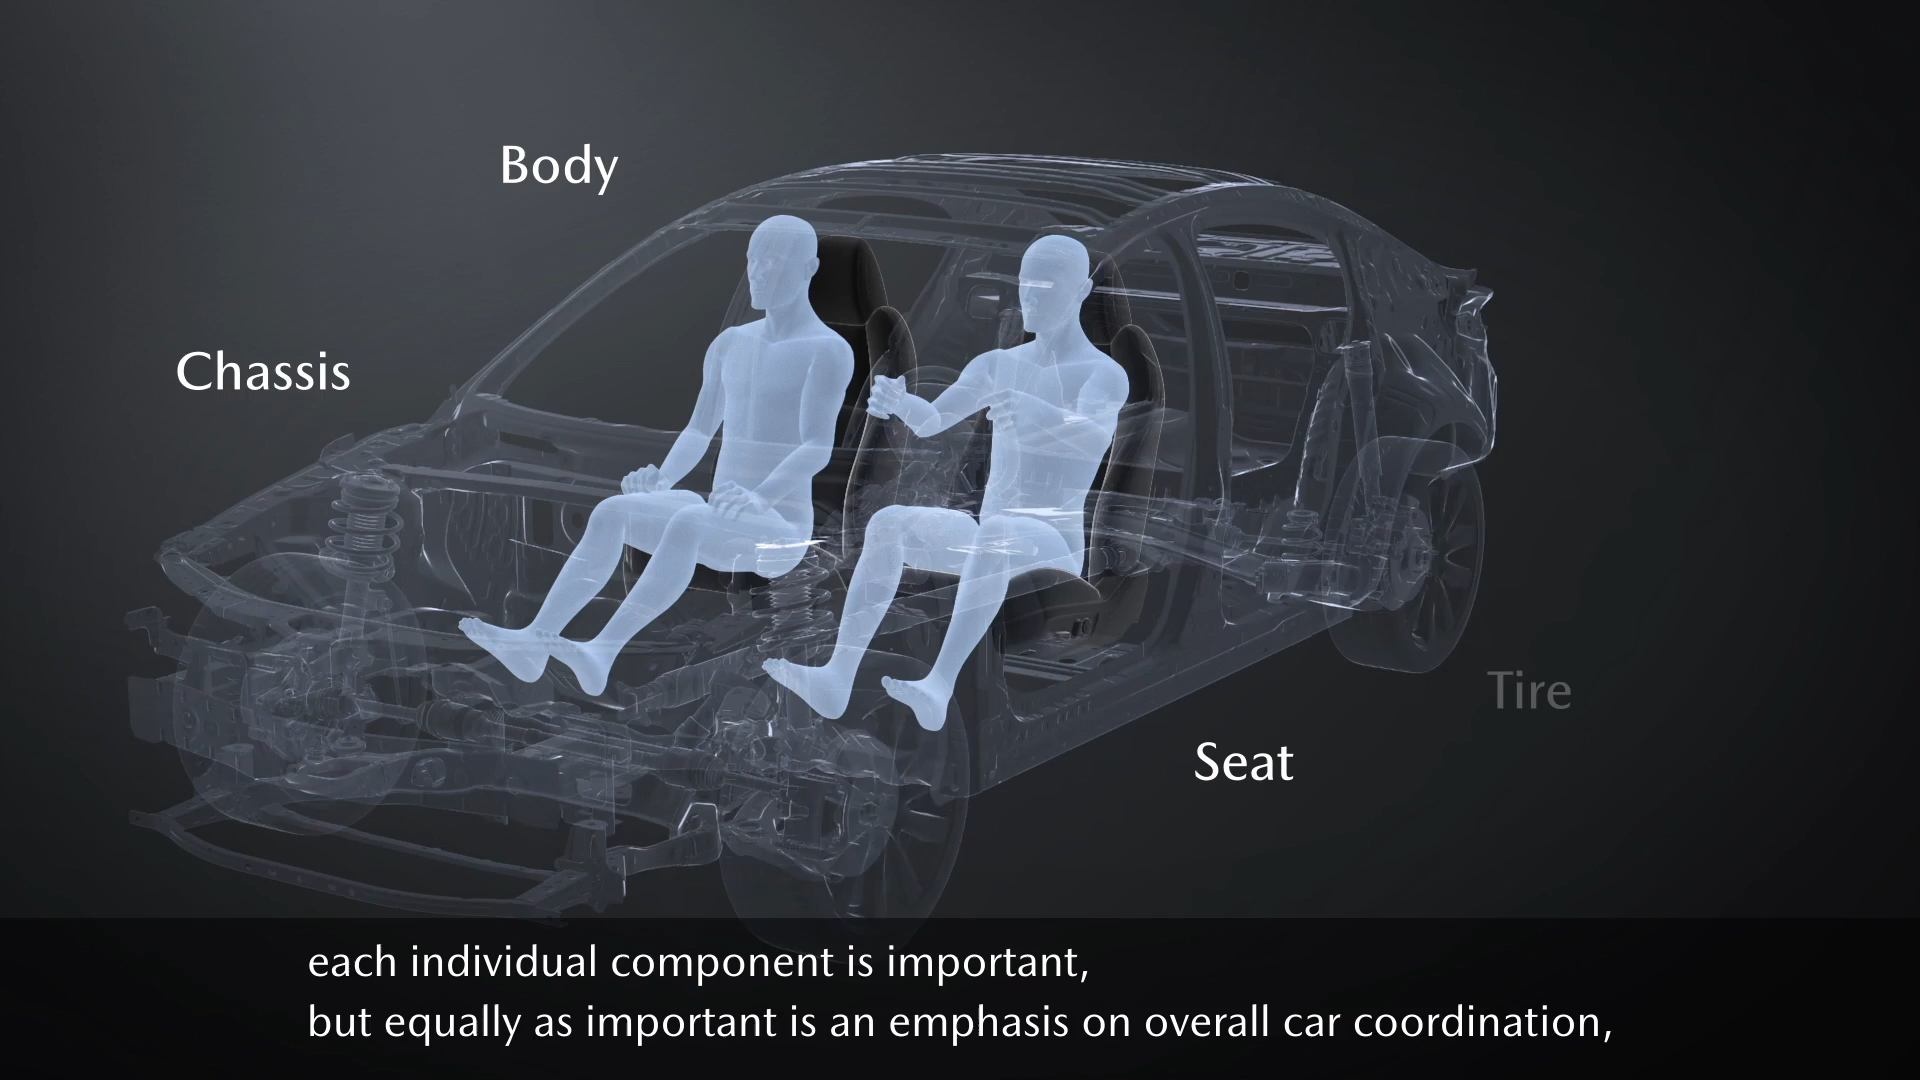 Body
Chassis
Tire
Seat
each individual component is important,
but equally as important is an emphasis on overall car coordination,